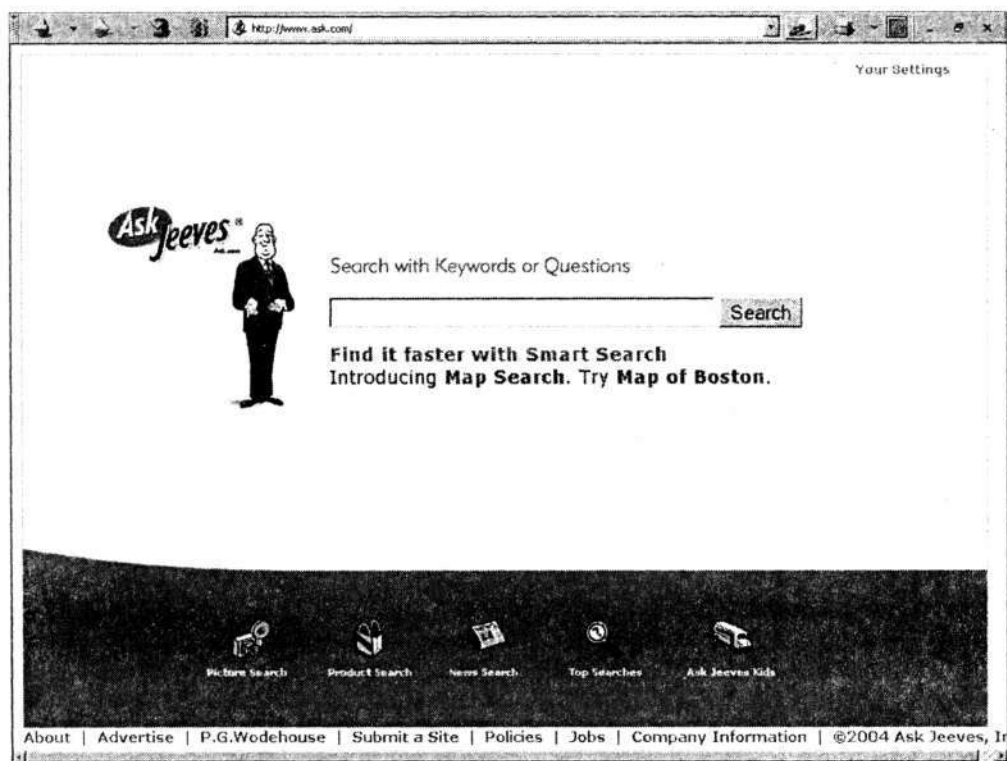 http://www.ask.com/
Your Settings
Ask Jeeves®
Search with Keywords or Questions
Search
Find it faster with Smart Search
Introducing Map Search. Try Map of Boston.
Picture Search Product Search News Search Top Searches Ask Jeeves Kids
About | Advertise | P.G.Wodehouse | Submit a Site | Policies | Jobs | Company Information | ©2004 Ask Jeeves, I